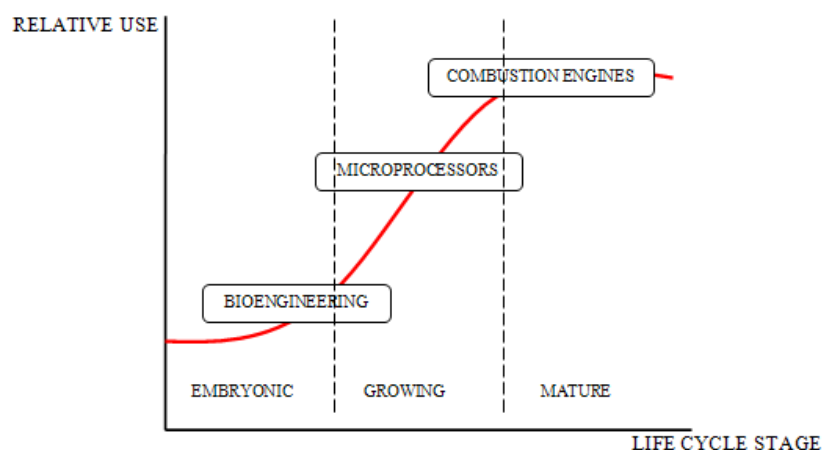 RELATIVE USE
COMBUSTION ENGINES
MICROPROCESSORS
BIOENGINEERING
EMBRYONIC
GROWING
MATURE
LIFE CYCLE STAGE